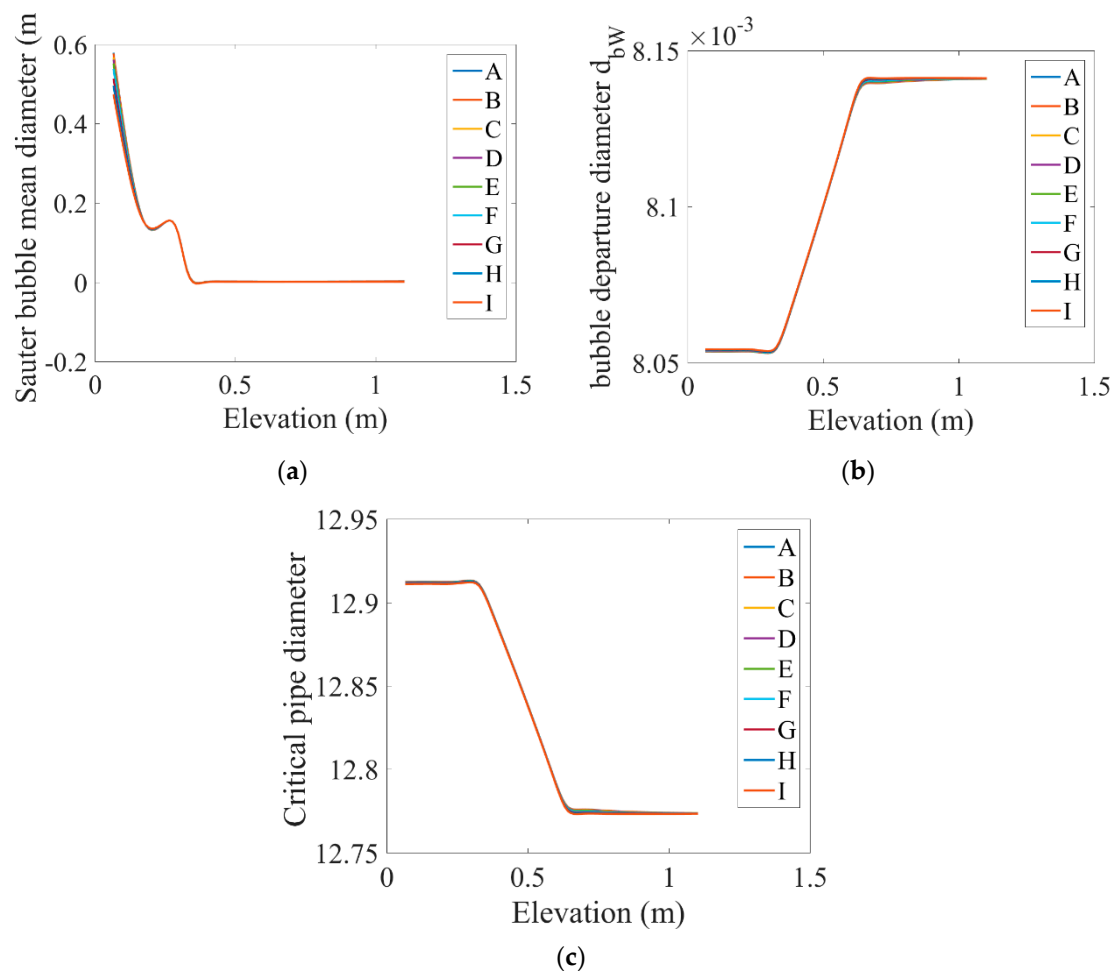 Sauter bubble mean diameter (m
0.6
0.4
0.2
0
-0.2
0
0.5
1
1.5
Elevation (m)
A
B
C
D
E
F
G
H
I
(a)
bubble departure diameter d_bW
×10^-3
8.15
8.1
8.05
0
0.5
1
1.5
Elevation (m)
A
B
C
D
E
F
G
H
I
(b)
Critical pipe diameter
12.95
12.9
12.85
12.8
12.75
0
0.5
1
1.5
Elevation (m)
A
B
C
D
E
F
G
H
I
(c)